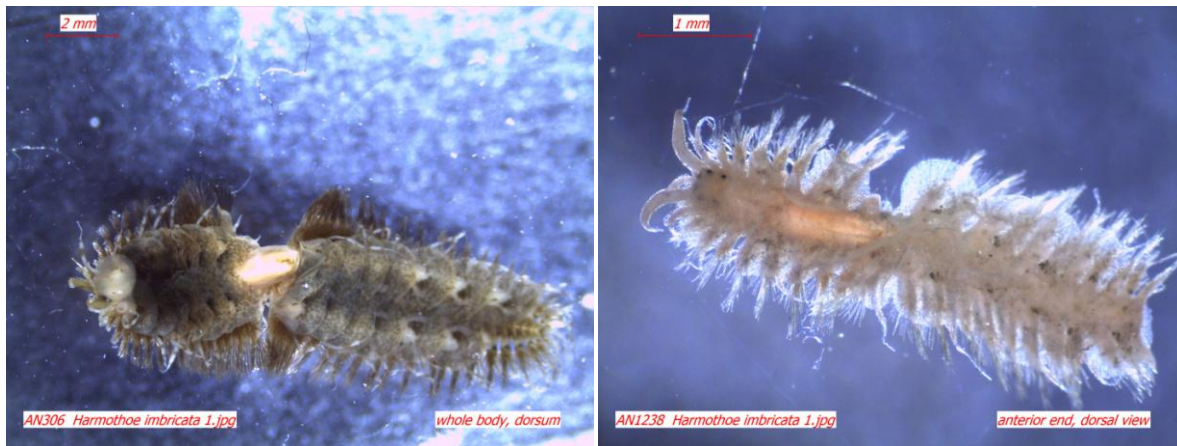 2 mm
1 mm
AN306 Harmothoe imbricata 1.jpg
whole body, dorsum
AN1238 Harmothoe imbricata 1.jpg
anterior end, dorsal view